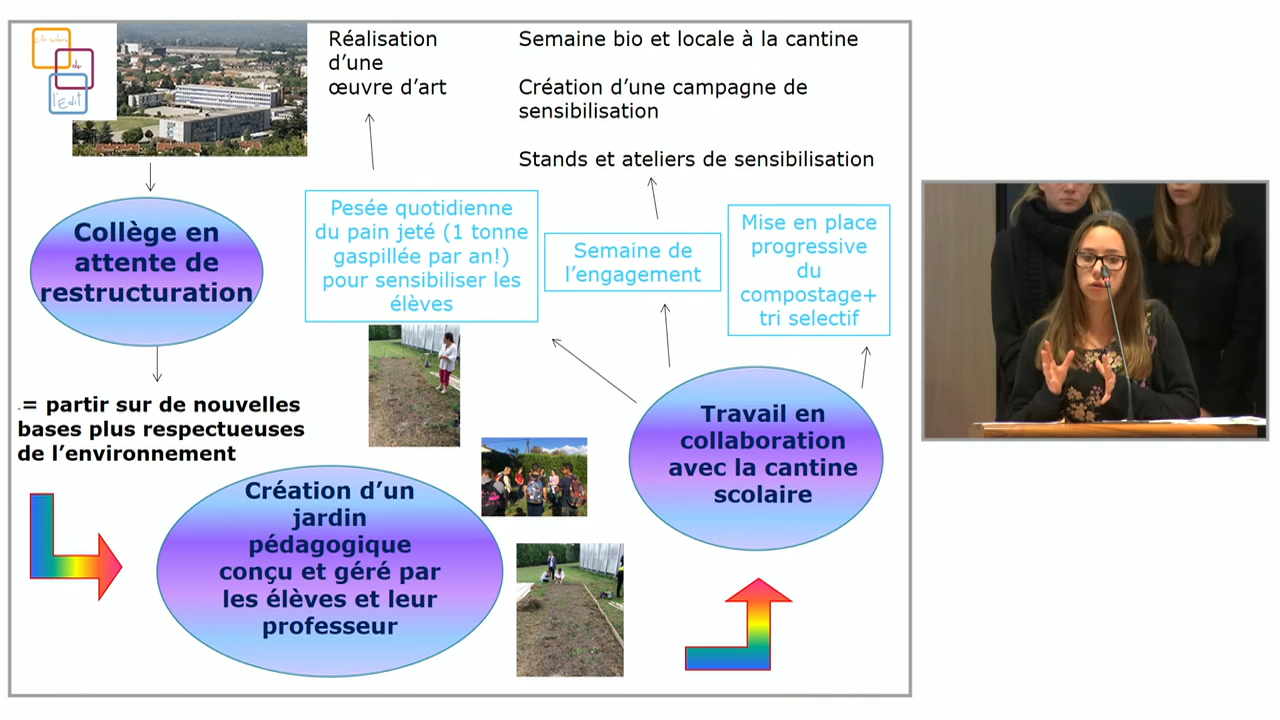 cité scolaire
de
l'Edit
Réalisation
d’une
œuvre d’art
Semaine bio et locale à la cantine
Création d’une campagne de
sensibilisation
Stands et ateliers de sensibilisation
Collège en
attente de
restructuration
Pesée quotidienne
du pain jeté (1 tonne
gaspillée par an!)
pour sensibiliser les
élèves
Semaine de
l’engagement
Mise en place
progressive
du
compostage+
tri selectif
= partir sur de nouvelles
bases plus respectueuses
de l’environnement
Création d’un
jardin
pédagogique
conçu et géré par
les élèves et leur
professeur
Travail en
collaboration
avec la cantine
scolaire